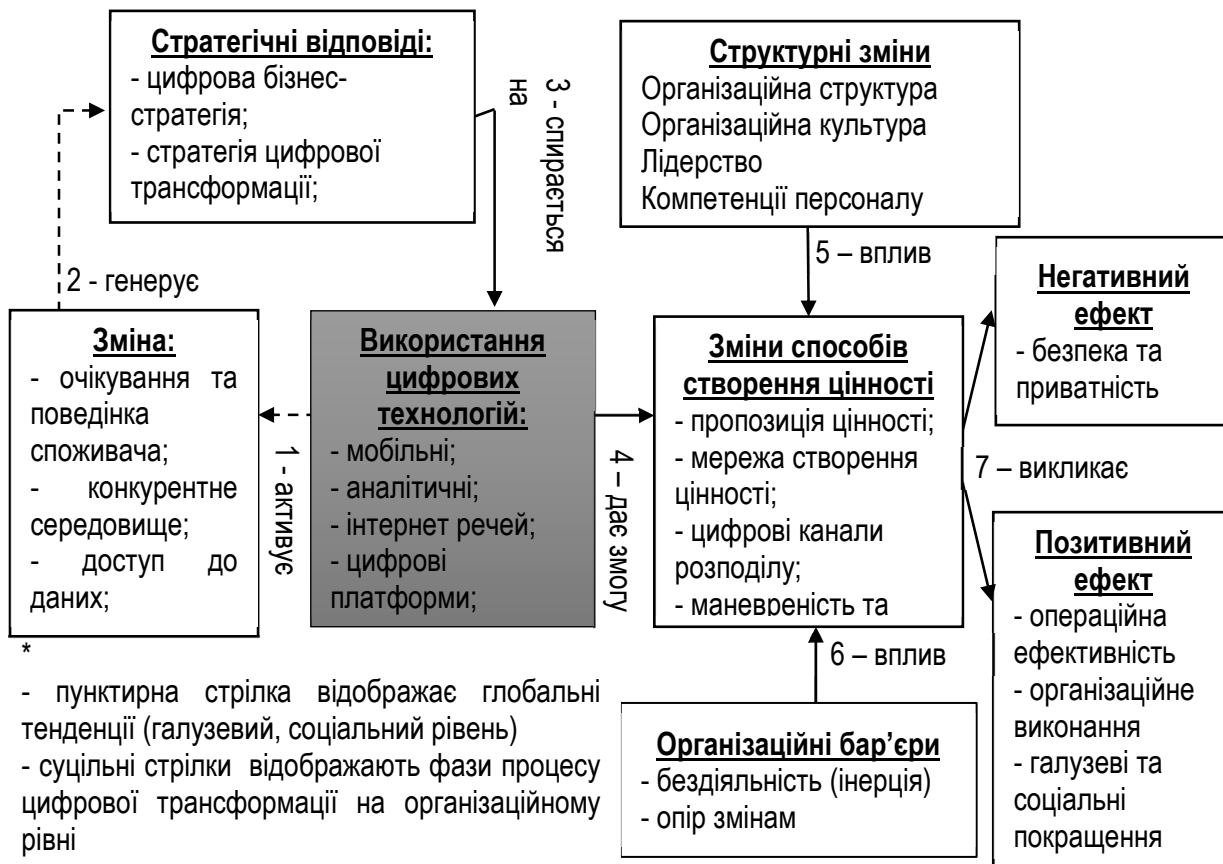 Стратегічні відповіді:
- цифрова бізнес-
стратегія;
- стратегія цифрової
трансформації;
3 - спирається
на
Структурні зміни
Організаційна структура
Організаційна культура
Лідерство
Компетенції персоналу
2 - генерує
5 – вплив
Зміна:
- очікування та
поведінка
споживача;
- конкурентне
середовище;
- доступ до
даних;
1 - активує
Використання
цифрових
технологій:
- мобільні;
- аналітичні;
- інтернет речей;
- цифрові
платформи;
4 – дає змогу
Зміни способів
створення цінності
- пропозиція цінності;
- мережа створення
цінності;
- цифрові канали
розподілу;
- маневреність та
Негативний
ефект
- безпека та
приватність
7 – викликає
Позитивний
ефект
- операційна
ефективність
- організаційне
виконання
- галузеві та
соціальні
покращення
6 – вплив
Організаційні бар’єри
- бездіяльність (інерція)
- опір змінам
*
- пунктирна стрілка відображає глобальні
тенденції (галузевий, соціальний рівень)
- суцільні стрілки відображають фази процесу
цифрової трансформації на організаційному
рівні